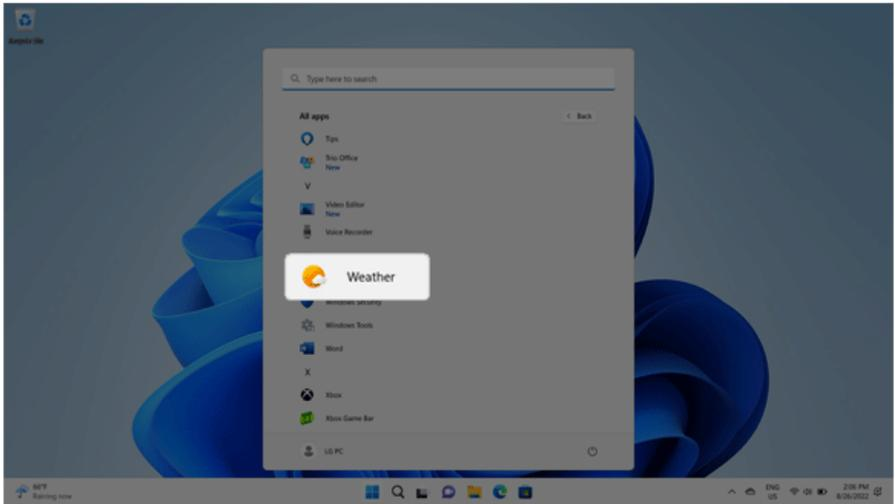 Recycle Bin
Type here to search
All apps
Back
Tips
Trio Office
New
V
Video Editor
New
Voice Recorder
Weather
Windows Security
Windows Tools
Word
X
Xbox
Xbox Game Bar
LG PC
66°F
Raining now
ENG
US
2:06 PM
8/26/2022